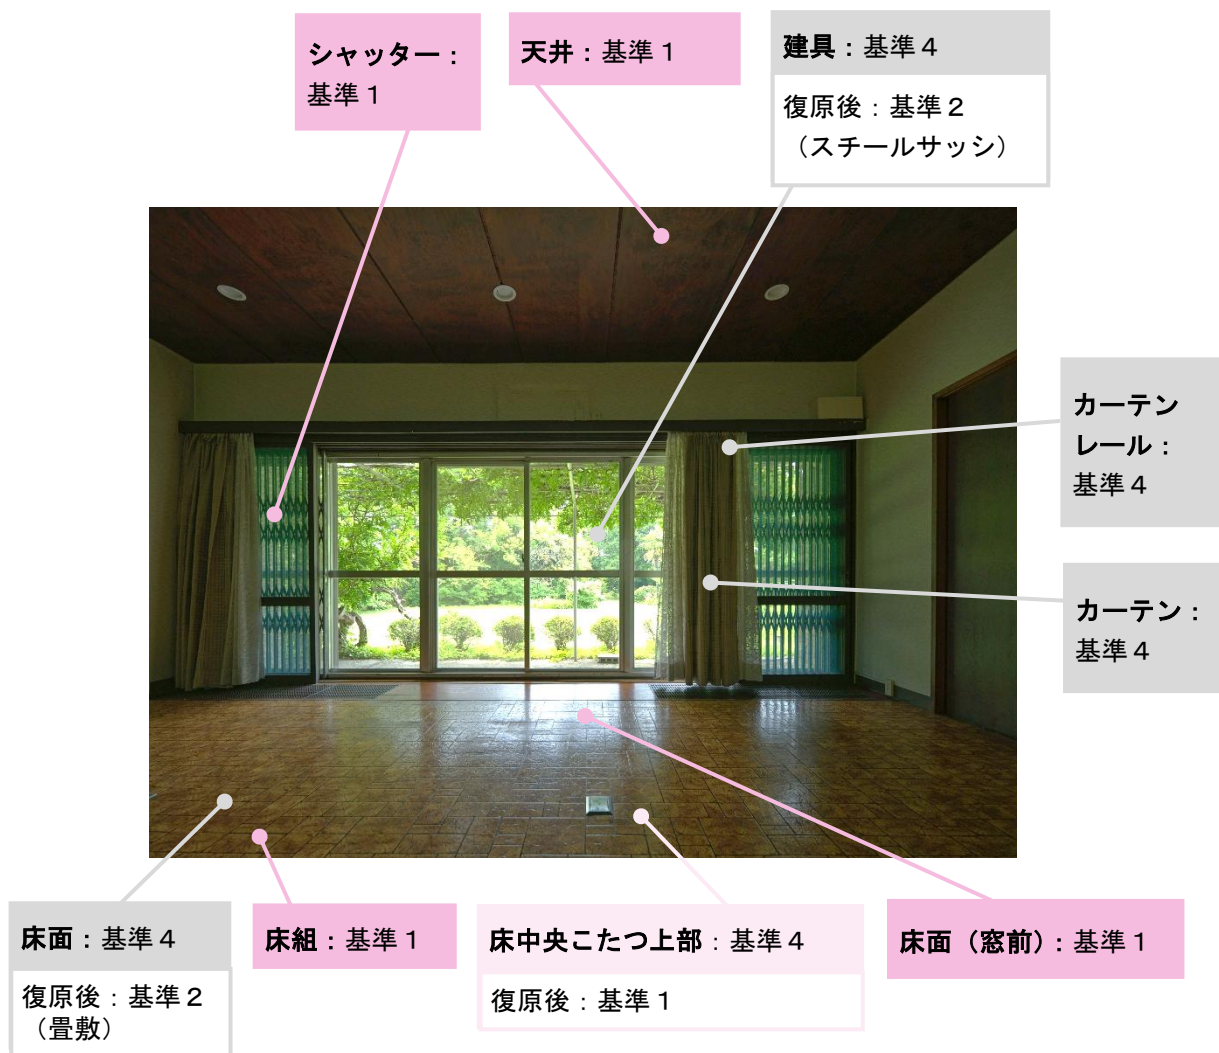 シャッター：
基準１
天井：基準１
建具：基準４
復原後：基準２
（スチールサッシ）
カーテン
レール：
基準４
カーテン：
基準４
床面：基準４
復原後：基準２
（畳敷）
床組：基準１
床中央こたつ上部：基準４
復原後：基準１
床面（窓前）：基準１